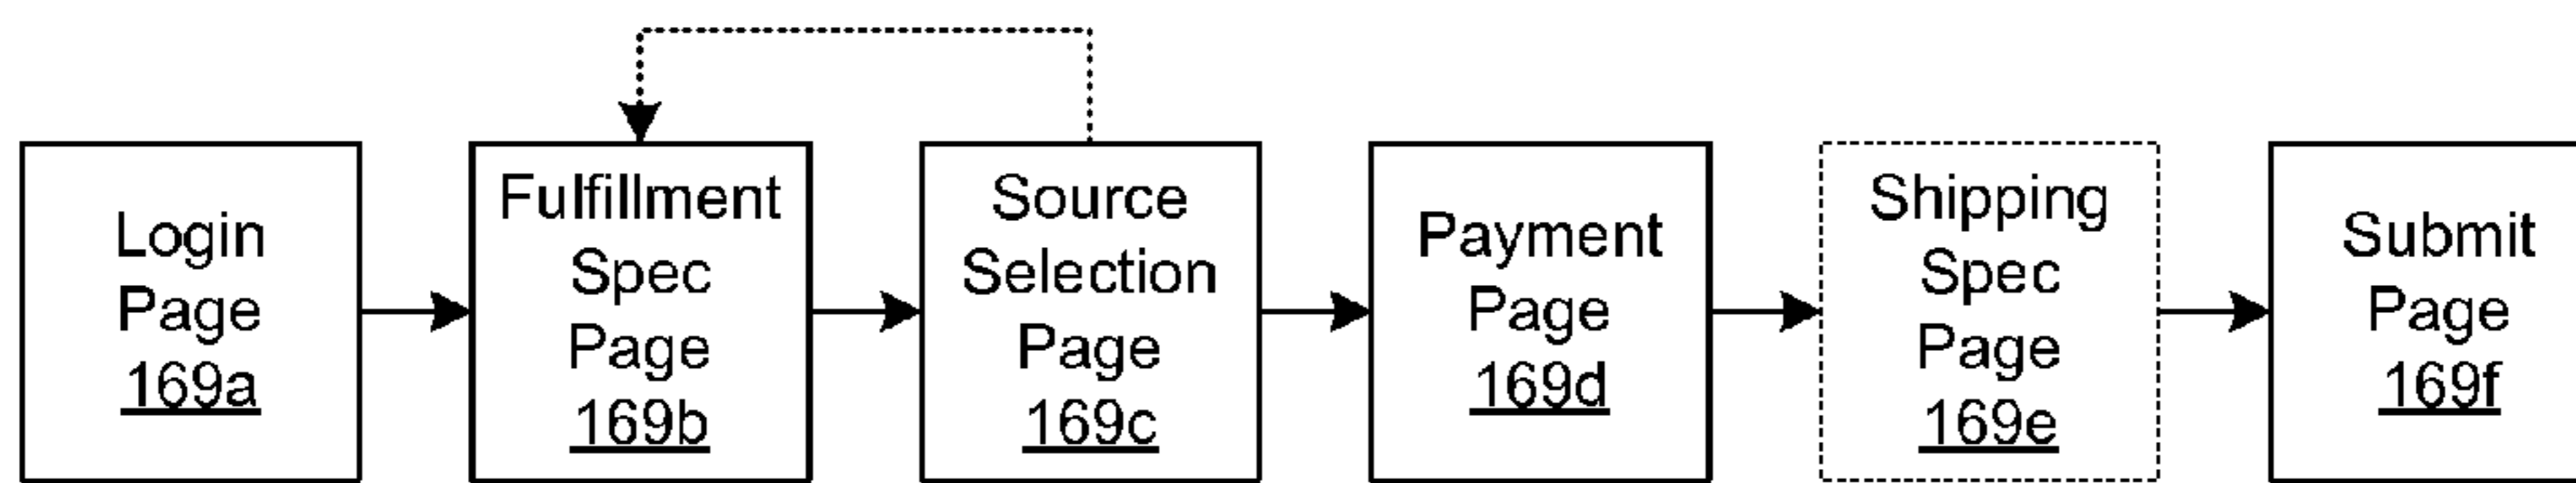 Login
Page
169a
Fulfillment
Spec
Page
169b
Source
Selection
Page
169c
Payment
Page
169d
Shipping
Spec
Page
169e
Submit
Page
169f